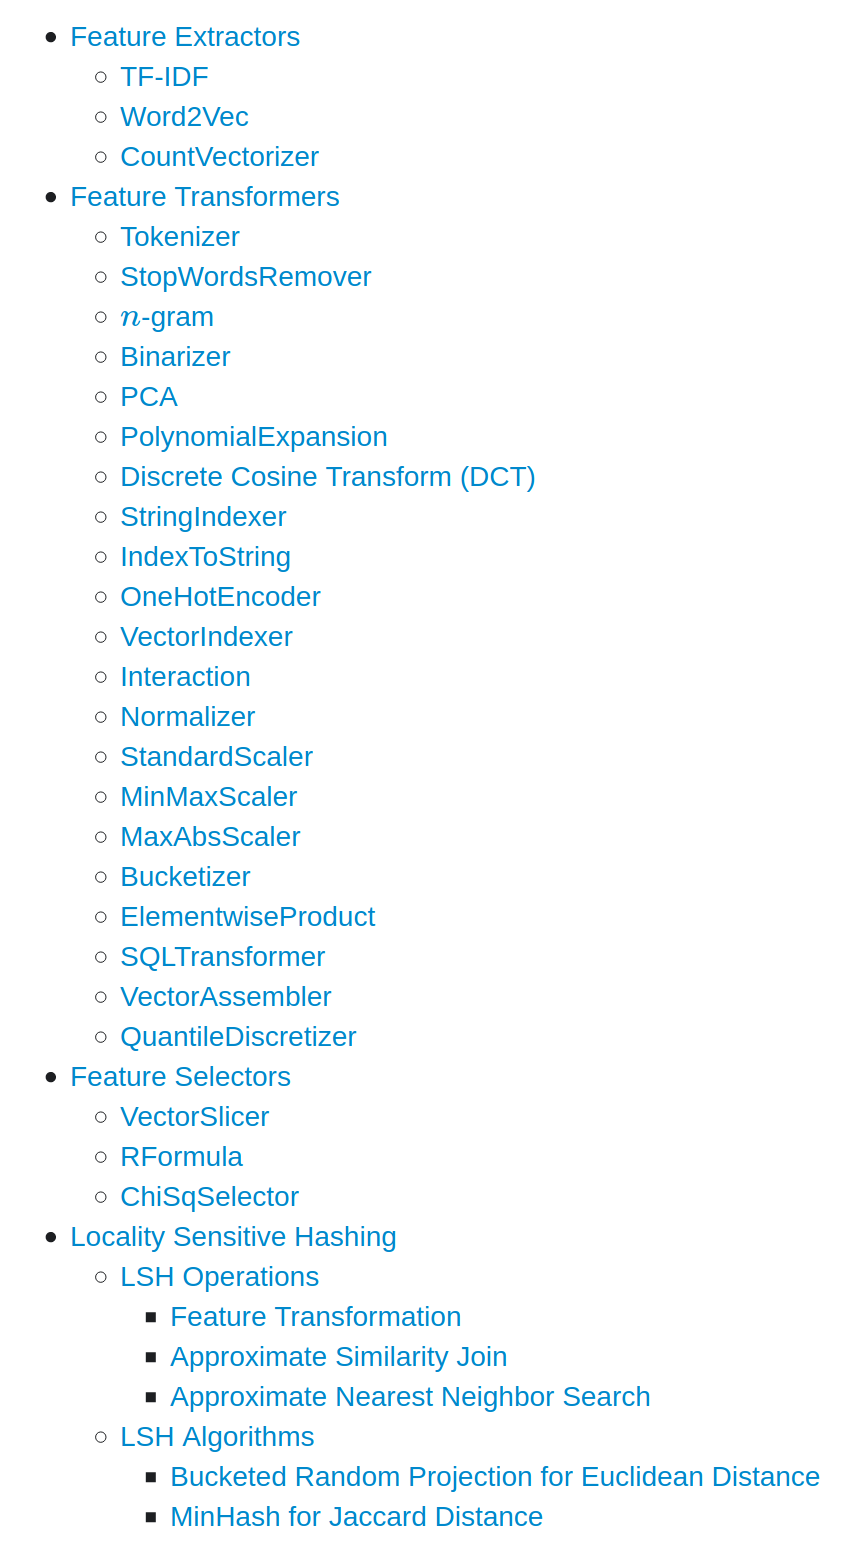 Feature Extractors
TF-IDF
Word2Vec
CountVectorizer
Feature Transformers
Tokenizer
StopWordsRemover
n-gram
Binarizer
PCA
PolynomialExpansion
Discrete Cosine Transform (DCT)
StringIndexer
IndexToString
OneHotEncoder
VectorIndexer
Interaction
Normalizer
StandardScaler
MinMaxScaler
MaxAbsScaler
Bucketizer
ElementwiseProduct
SQLTransformer
VectorAssembler
QuantileDiscretizer
Feature Selectors
VectorSlicer
RFormula
ChiSqSelector
Locality Sensitive Hashing
LSH Operations
Feature Transformation
Approximate Similarity Join
Approximate Nearest Neighbor Search
LSH Algorithms
Bucketed Random Projection for Euclidean Distance
MinHash for Jaccard Distance